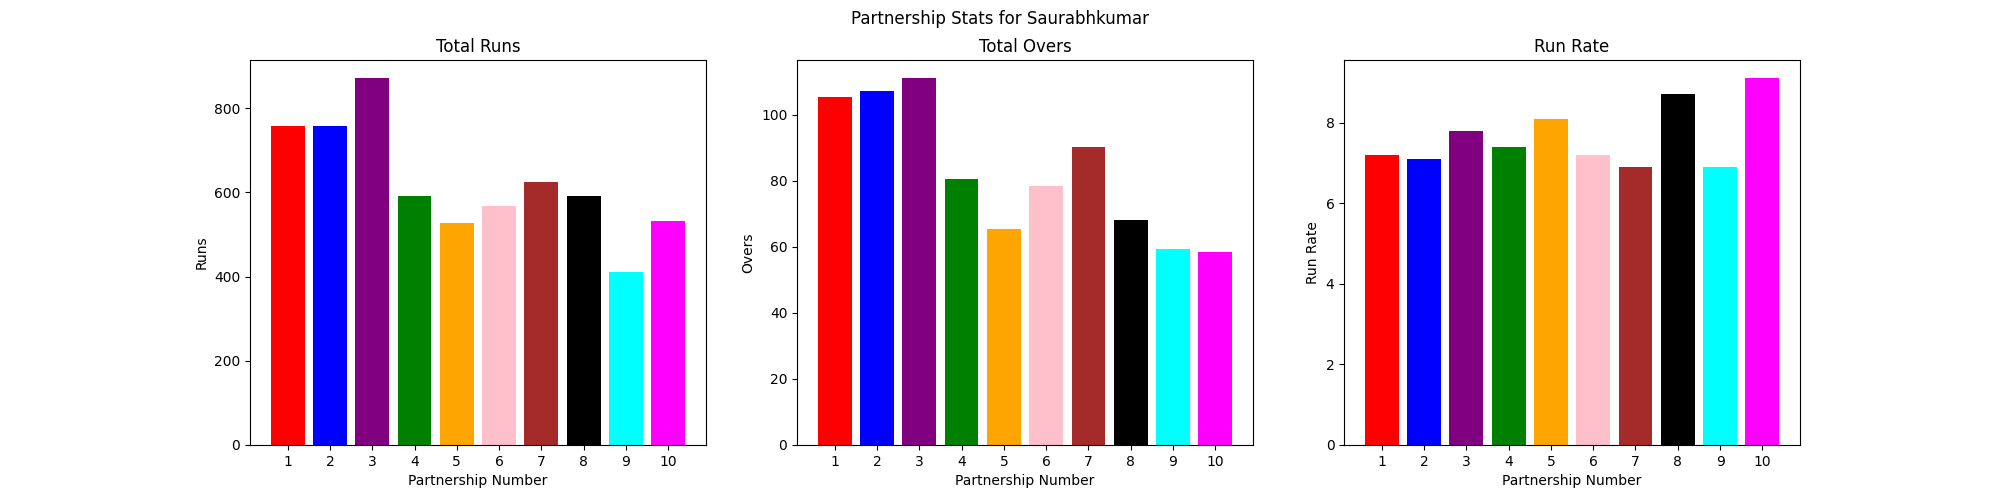 Partnership Stats for Saurabhkumar
Total Runs
Runs
800
600
400
200
0
1 2 3 4 5 6 7 8 9 10
Partnership Number
Total Overs
Overs
100
80
60
40
20
0
1 2 3 4 5 6 7 8 9 10
Partnership Number
Run Rate
Run Rate
8
6
4
2
0
1 2 3 4 5 6 7 8 9 10
Partnership Number